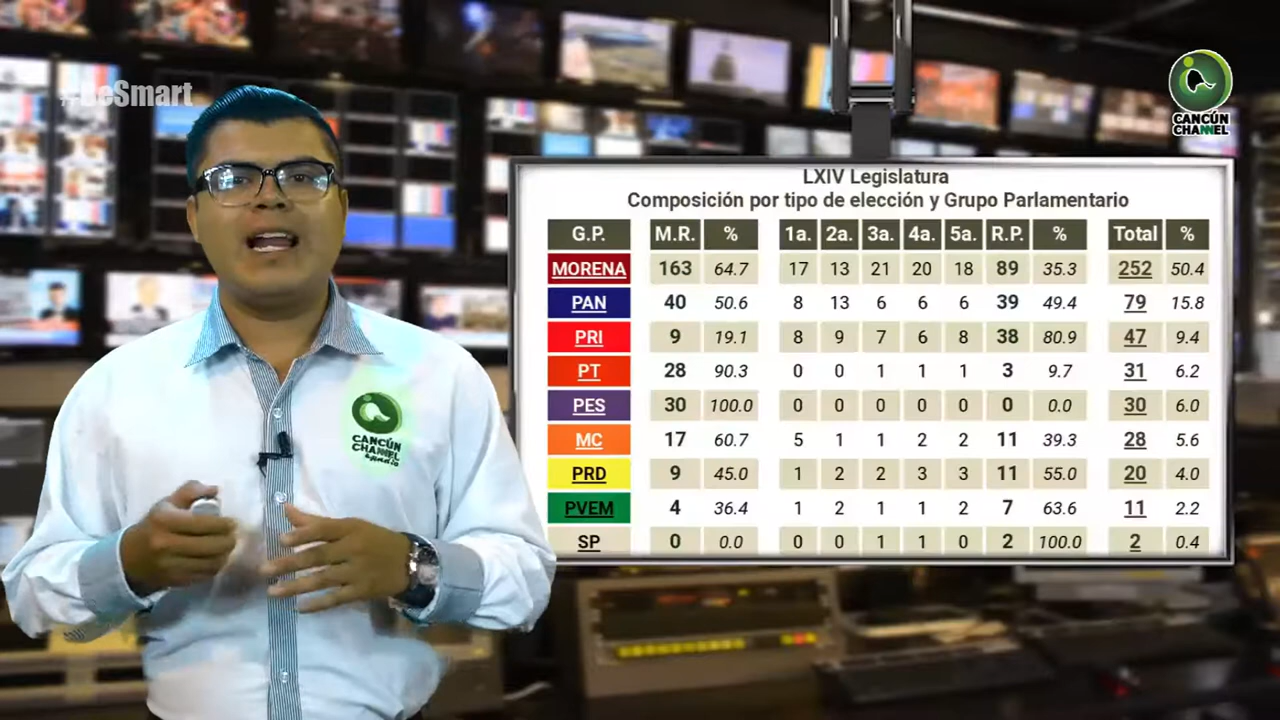 #BeSmart
CANCÚN
CHANNEL
LXIV Legislatura
Composición por tipo de elección y Grupo Parlamentario
G.P. M.R. % 1a. 2a. 3a. 4a. 5a. R.P. % Total %
MORENA 163 64.7 17 13 21 20 18 89 35.3 252 50.4
PAN 40 50.6 8 13 6 6 6 39 49.4 79 15.8
PRI 9 19.1 8 9 7 6 8 38 80.9 47 9.4
PT 28 90.3 0 0 1 1 1 3 9.7 31 6.2
PES 30 100.0 0 0 0 0 0 0 0.0 30 6.0
MC 17 60.7 5 1 1 2 2 11 39.3 28 5.6
PRD 9 45.0 1 2 2 3 3 11 55.0 20 4.0
PVEM 4 36.4 1 2 1 1 2 7 63.6 11 2.2
SP 0 0.0 0 0 1 1 0 2 100.0 2 0.4
CANCÚN
CHANNEL